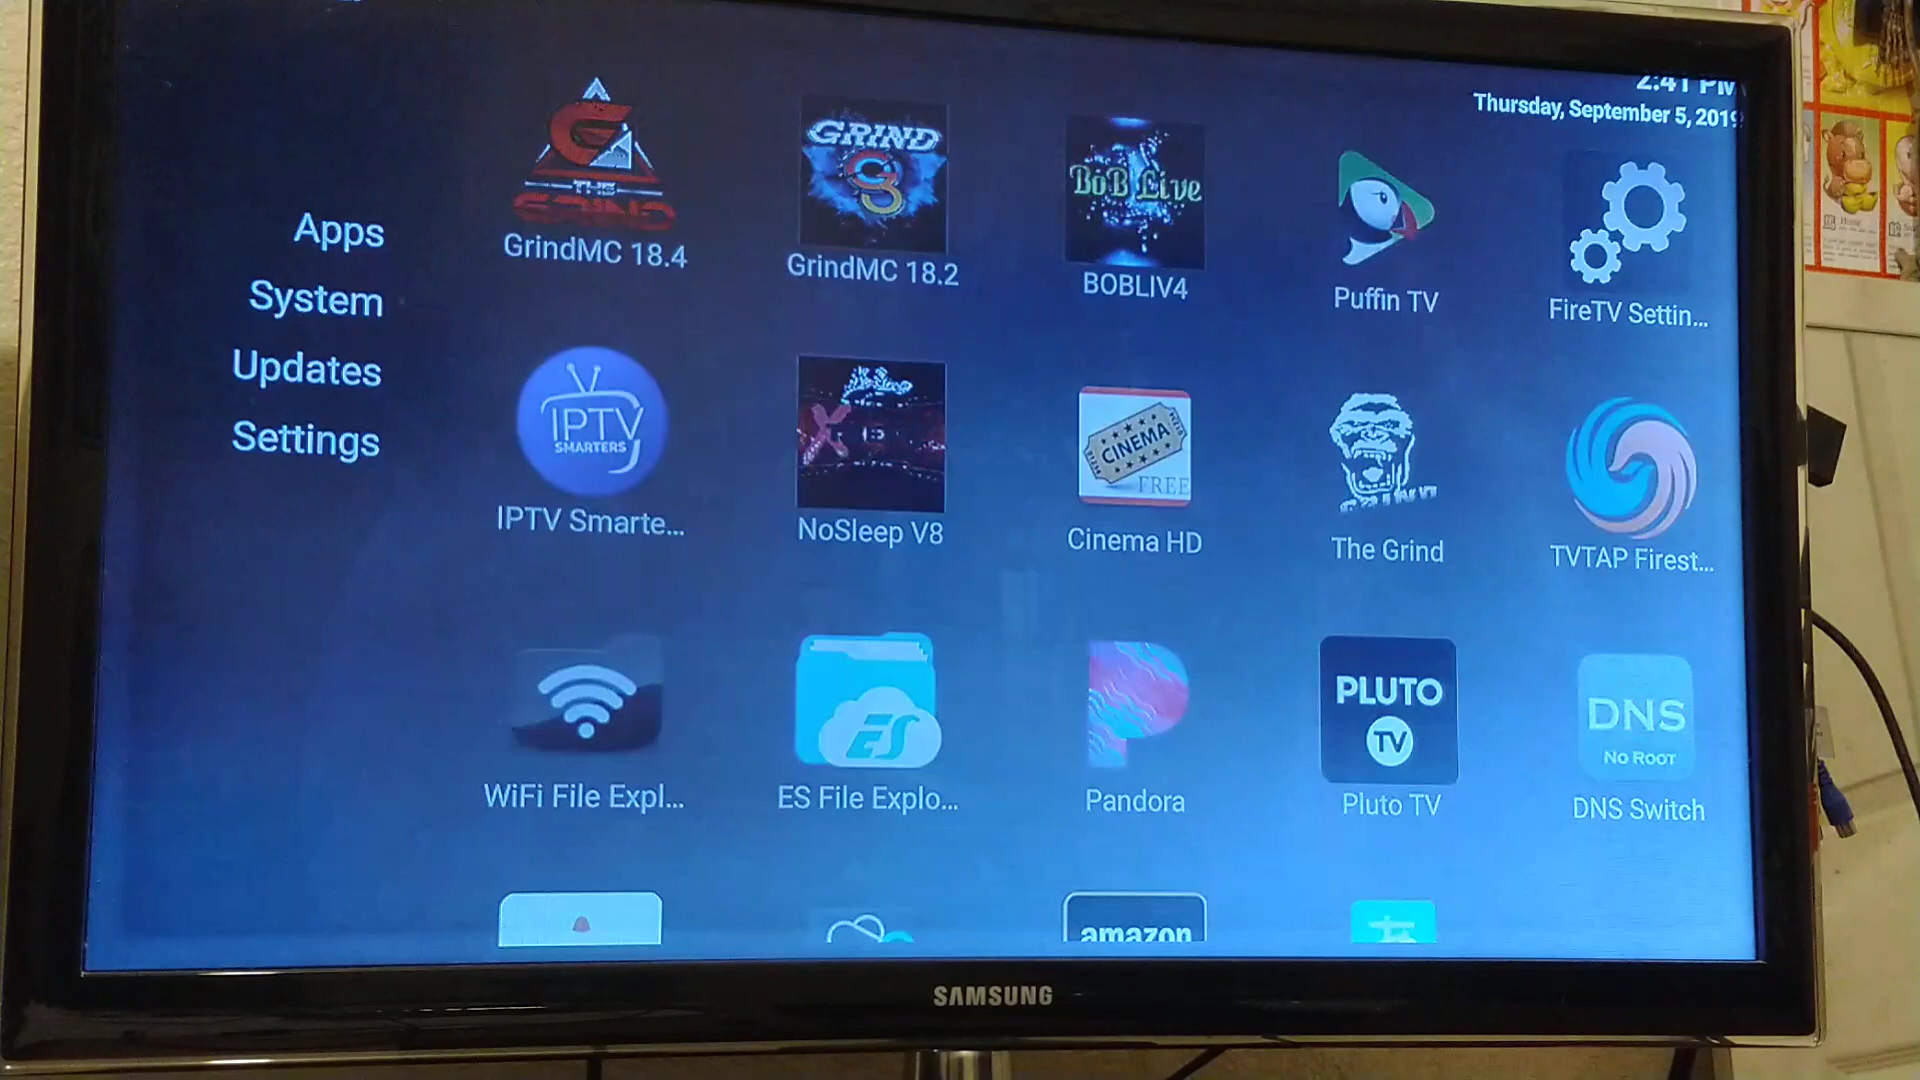 2:41 PM
Thursday, September 5, 2019
Apps
System
Updates
Settings
THE
GRIND
GrindMC 18.4
GRIND
GrindMC 18.2
BoB Live
BOBLIV4
Puffin TV
FireTV Settin...
IPTV
SMARTERS
IPTV Smarte...
NoSleep V8
CINEMA
FREE
Cinema HD
The Grind
TVTAP Firest...
WiFi File Expl...
ES
ES File Explo...
Pandora
PLUTO
TV
Pluto TV
DNS
No Root
DNS Switch
amazon
SAMSUNG